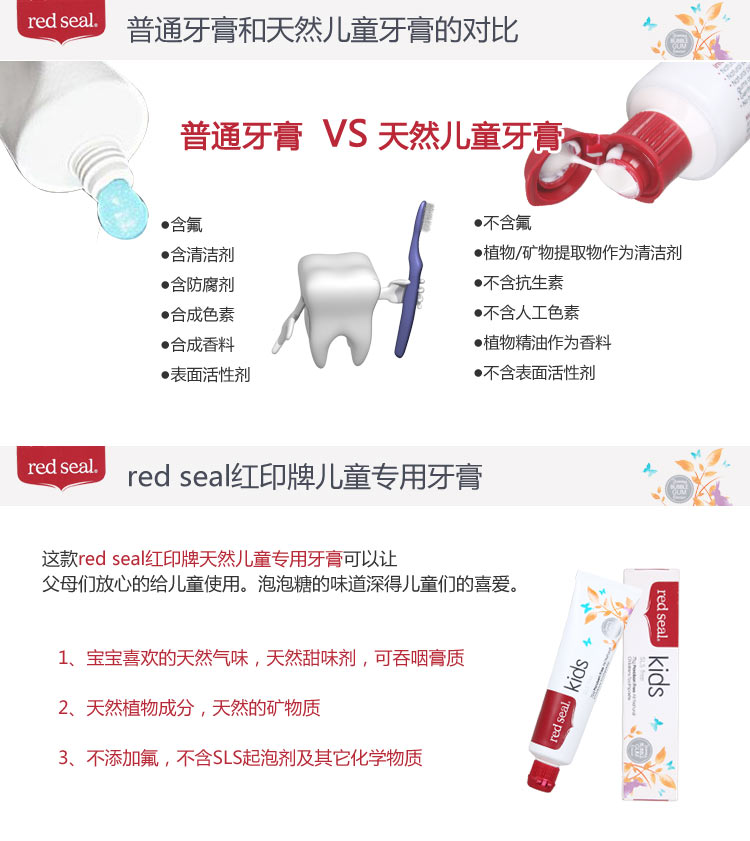 red seal.
普通牙膏和天然儿童牙膏的对比
普通牙膏 VS 天然儿童牙膏
●含氟
●含清洁剂
●含防腐剂
●合成色素
●合成香料
●表面活性剂
●不含氟
●植物/矿物提取物作为清洁剂
●不含抗生素
●不含人工色素
●植物精油作为香料
●不含表面活性剂
red seal.
red seal红印牌儿童专用牙膏
这款red seal红印牌天然儿童专用牙膏可以让
父母们放心的给儿童使用。泡泡糖的味道深得儿童们的喜爱。
1、宝宝喜欢的天然气味，天然甜味剂，可吞咽膏质
2、天然植物成分，天然的矿物质
3、不添加氟，不含SLS起泡剂及其它化学物质
red seal.
kids
red seal.
kids
SLS free